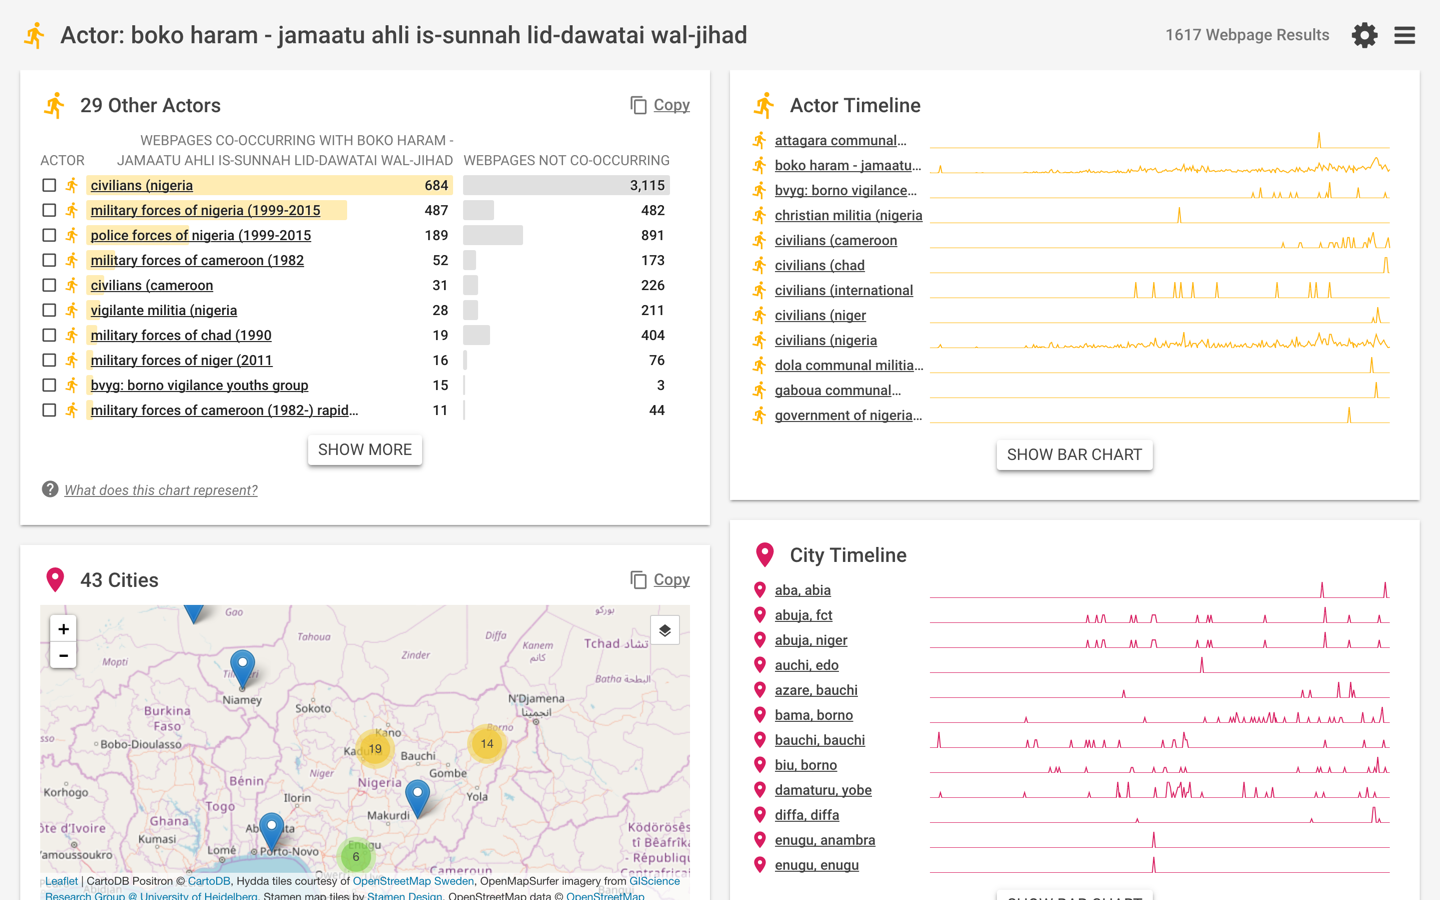 Actor: boko haram - jamaatu ahli is-sunnah lid-dawatai wal-jihad
1617 Webpage Results
29 Other Actors
Copy
WEBPAGES CO-OCCURRING WITH BOKO HARAM -
ACTOR JAMAATU AHLI IS-SUNNAH LID-DAWATAI WAL-JIHAD WEBPAGES NOT CO-OCCURRING
civilians (nigeria 684 3,115
military forces of nigeria (1999-2015 487 482
police forces of nigeria (1999-2015 189 891
military forces of cameroon (1982 52 173
civilians (cameroon 31 226
vigilante militia (nigeria 28 211
military forces of chad (1990 19 404
military forces of niger (2011 16 76
bvyg: borno vigilance youths group 15 3
military forces of cameroon (1982-) rapid... 11 44
SHOW MORE
What does this chart represent?
Actor Timeline
attagara communal...
boko haram - jamaatu...
bvyg: borno vigilance...
christian militia (nigeria
civilians (cameroon
civilians (chad
civilians (international
civilians (niger
civilians (nigeria
dola communal militia...
gaboua communal...
government of nigeria...
SHOW BAR CHART
43 Cities
Copy
+
−
Gao
بوركو
Tahoua
Diffa
Kanem
كانم
Tchad تشاد
Mopti
Zinder
Batha البطحة
Niamey
Sokoto
N'Djamena
انجمينا
Burkina
Faso
Bobo-Dioulasso
Kano
Borno
19
14
Bauchi
Gombe
Bénin
Niger
Nigeria
Korhogo
Togo
Ilorin
Yola
Ghana
Makurdi
Kumasi
Lomé
Porto-Novo
Enugu
6
Cameroun
Leaflet | CartoDB Positron © CartoDB, Hydda tiles courtesy of OpenStreetMap Sweden, OpenMapSurfer imagery from GIScience
Research Group @ University of Heidelberg, Stamen map tiles by Stamen Design, OpenStreetMap data © OpenStreetMap
City Timeline
aba, abia
abuja, fct
abuja, niger
auchi, edo
azare, bauchi
bama, borno
bauchi, bauchi
biu, borno
damaturu, yobe
diffa, diffa
enugu, anambra
enugu, enugu
SHOW BAR CHART